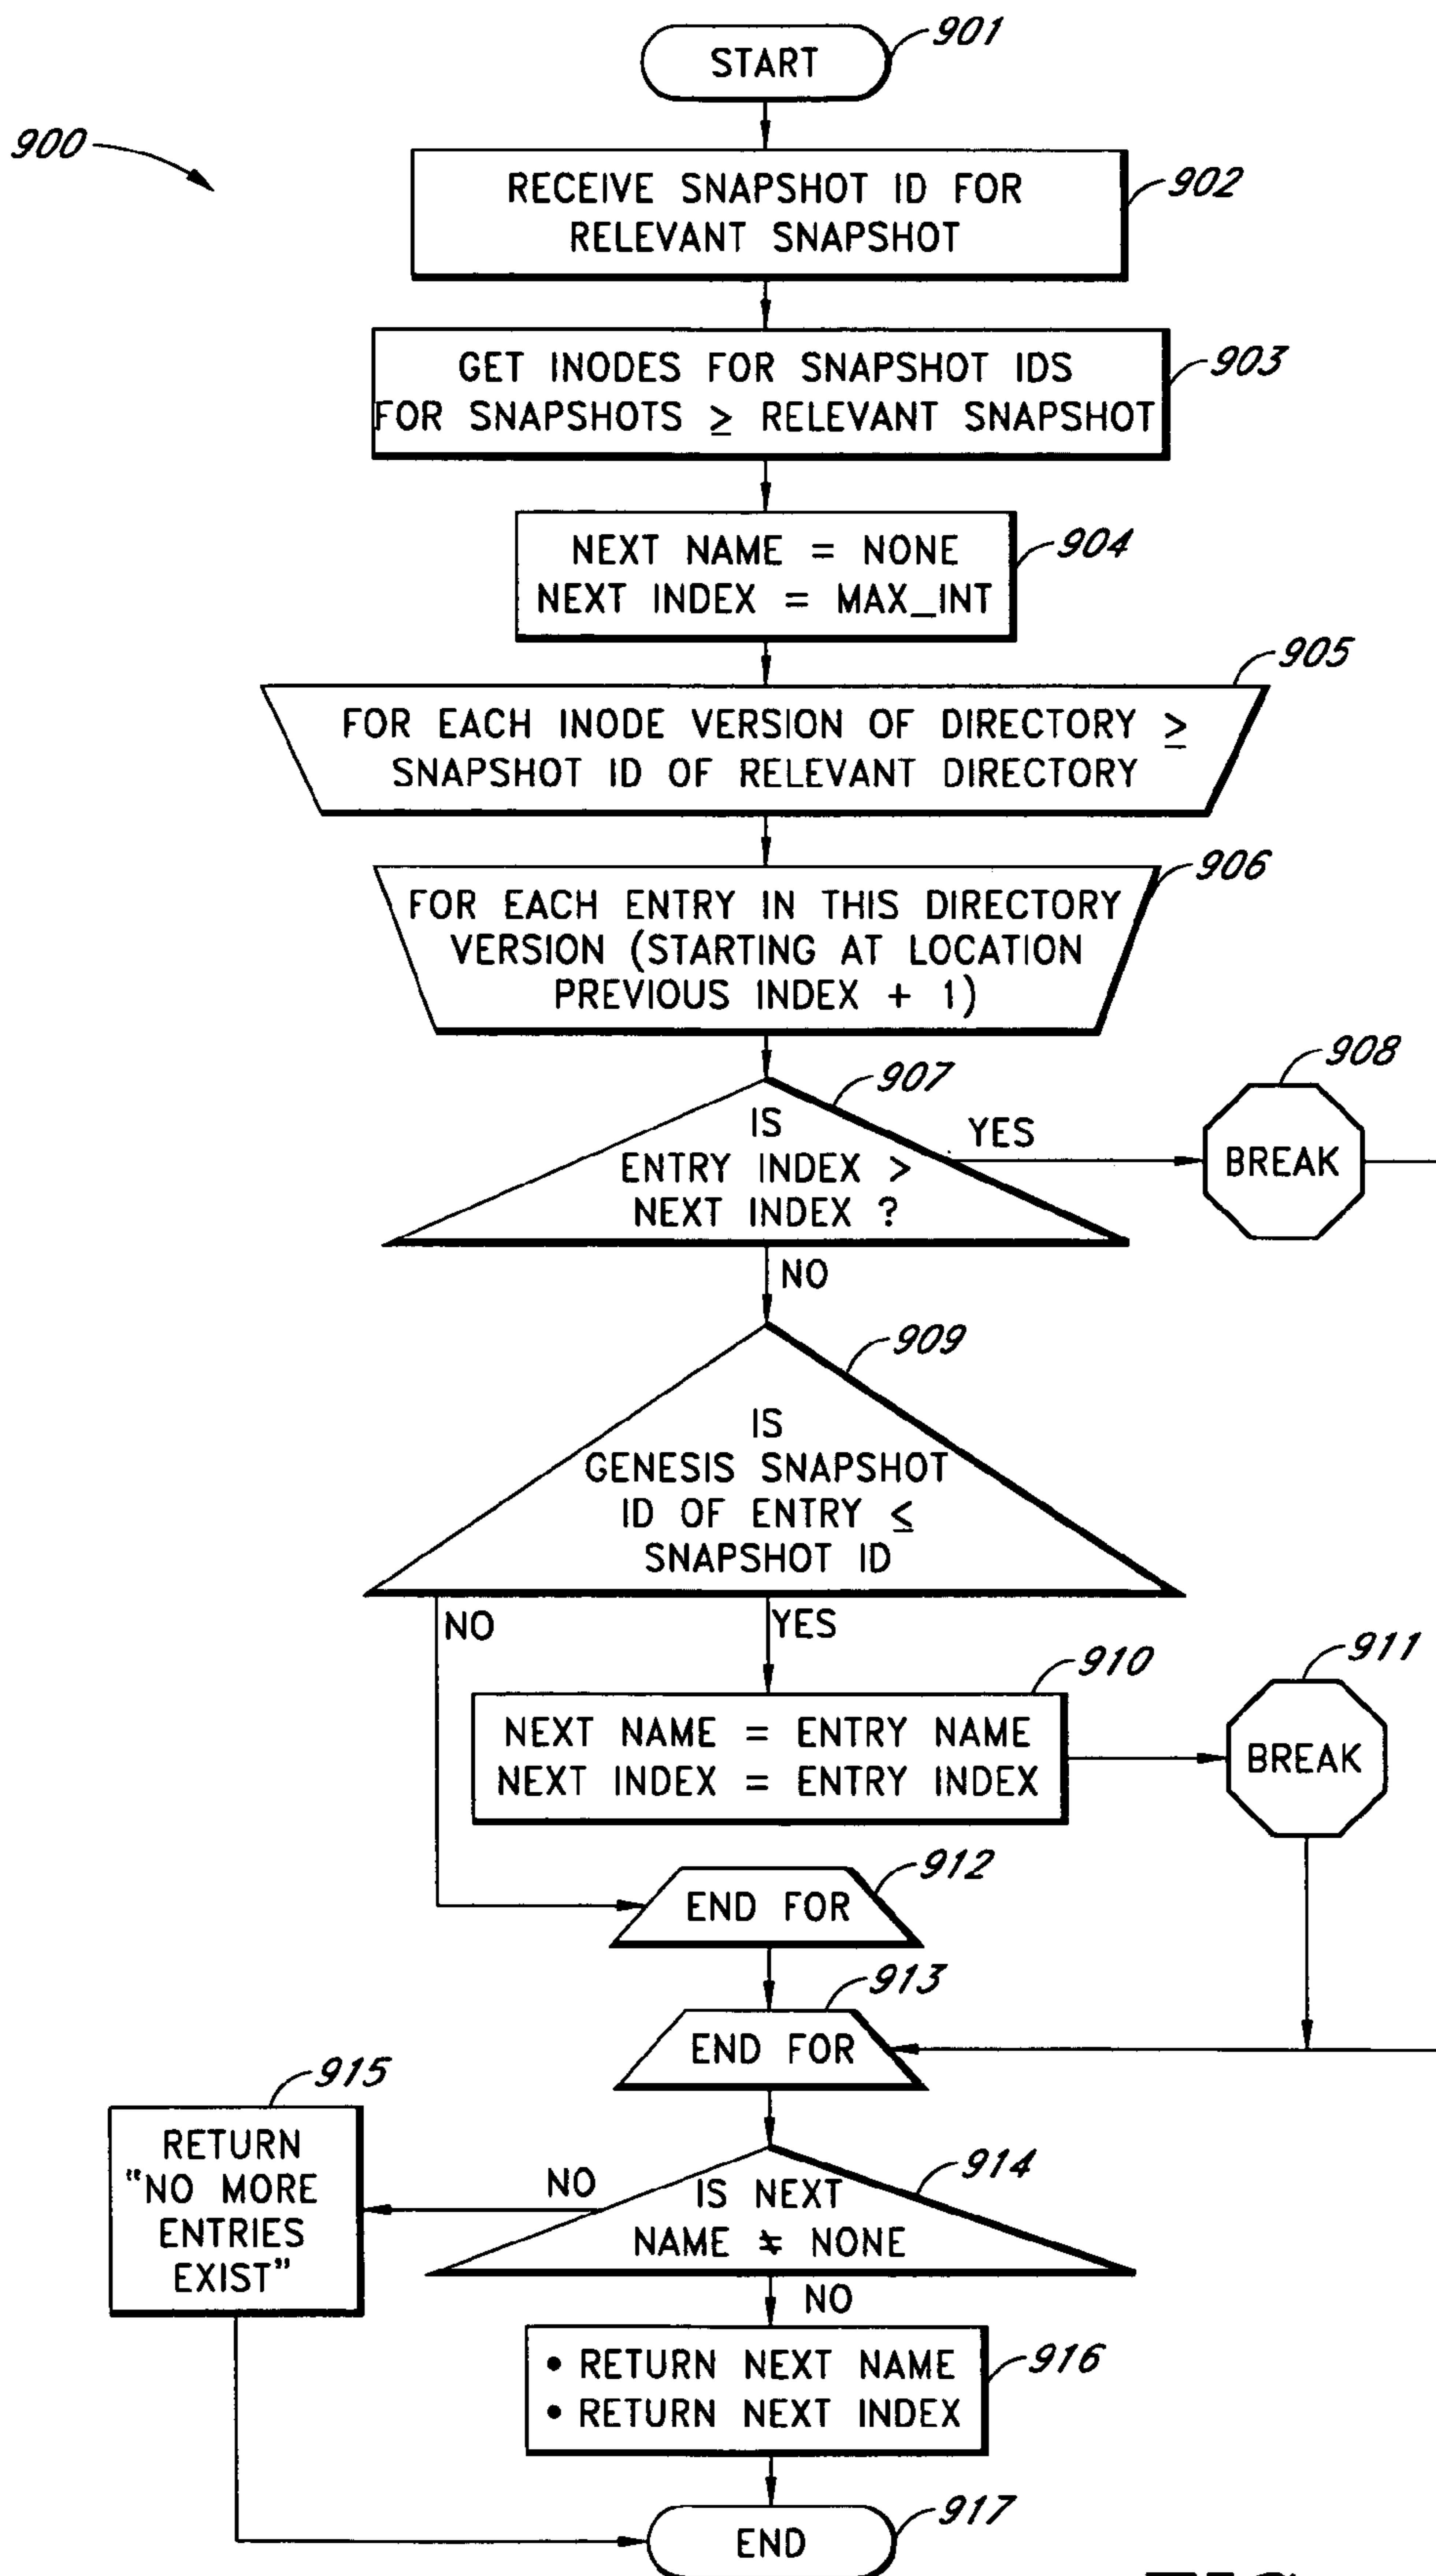 START
901
900
RECEIVE SNAPSHOT ID FOR
RELEVANT SNAPSHOT
902
GET INODES FOR SNAPSHOT IDS
FOR SNAPSHOTS ≥ RELEVANT SNAPSHOT
903
NEXT NAME = NONE
NEXT INDEX = MAX_INT
904
905
FOR EACH INODE VERSION OF DIRECTORY ≥
SNAPSHOT ID OF RELEVANT DIRECTORY
906
FOR EACH ENTRY IN THIS DIRECTORY
VERSION (STARTING AT LOCATION
PREVIOUS INDEX + 1)
907
IS
ENTRY INDEX >
NEXT INDEX ?
YES
908
BREAK
NO
909
IS
GENESIS SNAPSHOT
ID OF ENTRY ≤
SNAPSHOT ID
NO
YES
910
NEXT NAME = ENTRY NAME
NEXT INDEX = ENTRY INDEX
911
BREAK
912
END FOR
913
END FOR
914
IS NEXT
NAME ≠ NONE
NO
915
RETURN
"NO MORE
ENTRIES
EXIST"
NO
• RETURN NEXT NAME
• RETURN NEXT INDEX
916
END
917